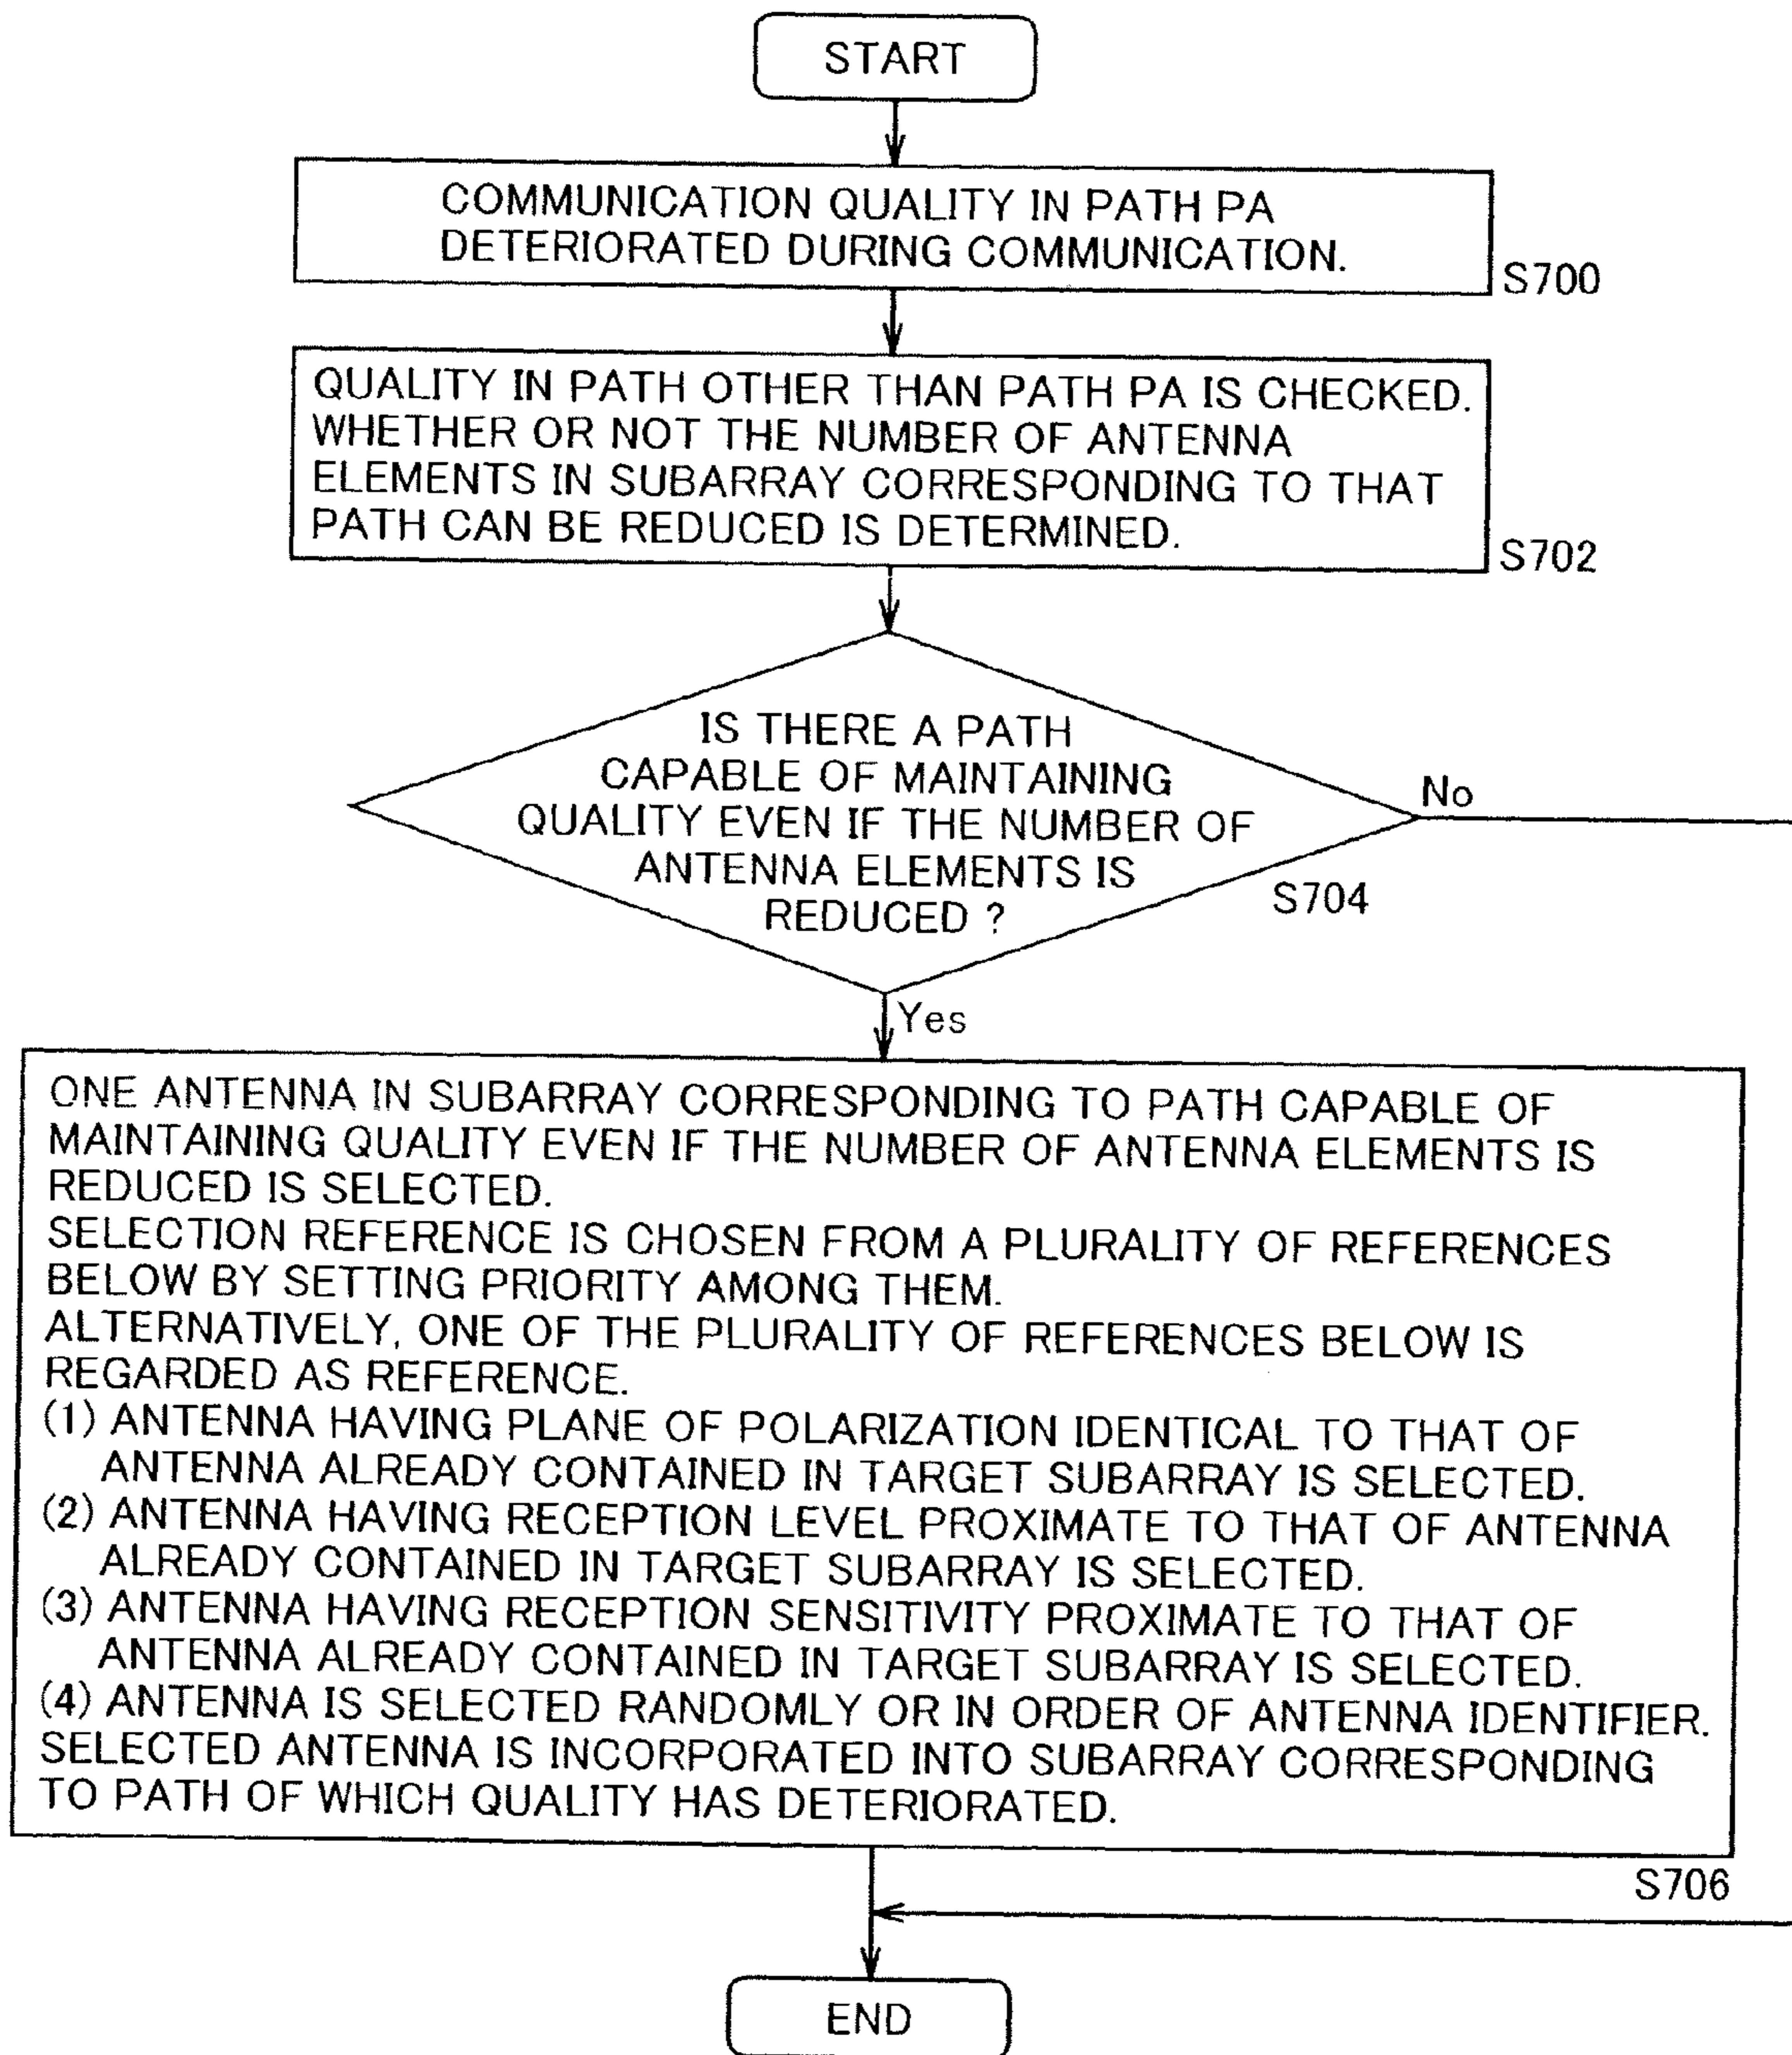 START
COMMUNICATION QUALITY IN PATH PA
DETERIORATED DURING COMMUNICATION.
S700
QUALITY IN PATH OTHER THAN PATH PA IS CHECKED.
WHETHER OR NOT THE NUMBER OF ANTENNA
ELEMENTS IN SUBARRAY CORRESPONDING TO THAT
PATH CAN BE REDUCED IS DETERMINED.
S702
IS THERE A PATH
CAPABLE OF MAINTAINING
QUALITY EVEN IF THE NUMBER OF
ANTENNA ELEMENTS IS
REDUCED ?
No
S704
Yes
ONE ANTENNA IN SUBARRAY CORRESPONDING TO PATH CAPABLE OF
MAINTAINING QUALITY EVEN IF THE NUMBER OF ANTENNA ELEMENTS IS
REDUCED IS SELECTED.
SELECTION REFERENCE IS CHOSEN FROM A PLURALITY OF REFERENCES
BELOW BY SETTING PRIORITY AMONG THEM.
ALTERNATIVELY, ONE OF THE PLURALITY OF REFERENCES BELOW IS
REGARDED AS REFERENCE.
(1) ANTENNA HAVING PLANE OF POLARIZATION IDENTICAL TO THAT OF
ANTENNA ALREADY CONTAINED IN TARGET SUBARRAY IS SELECTED.
(2) ANTENNA HAVING RECEPTION LEVEL PROXIMATE TO THAT OF ANTENNA
ALREADY CONTAINED IN TARGET SUBARRAY IS SELECTED.
(3) ANTENNA HAVING RECEPTION SENSITIVITY PROXIMATE TO THAT OF
ANTENNA ALREADY CONTAINED IN TARGET SUBARRAY IS SELECTED.
(4) ANTENNA IS SELECTED RANDOMLY OR IN ORDER OF ANTENNA IDENTIFIER.
SELECTED ANTENNA IS INCORPORATED INTO SUBARRAY CORRESPONDING
TO PATH OF WHICH QUALITY HAS DETERIORATED.
S706
END